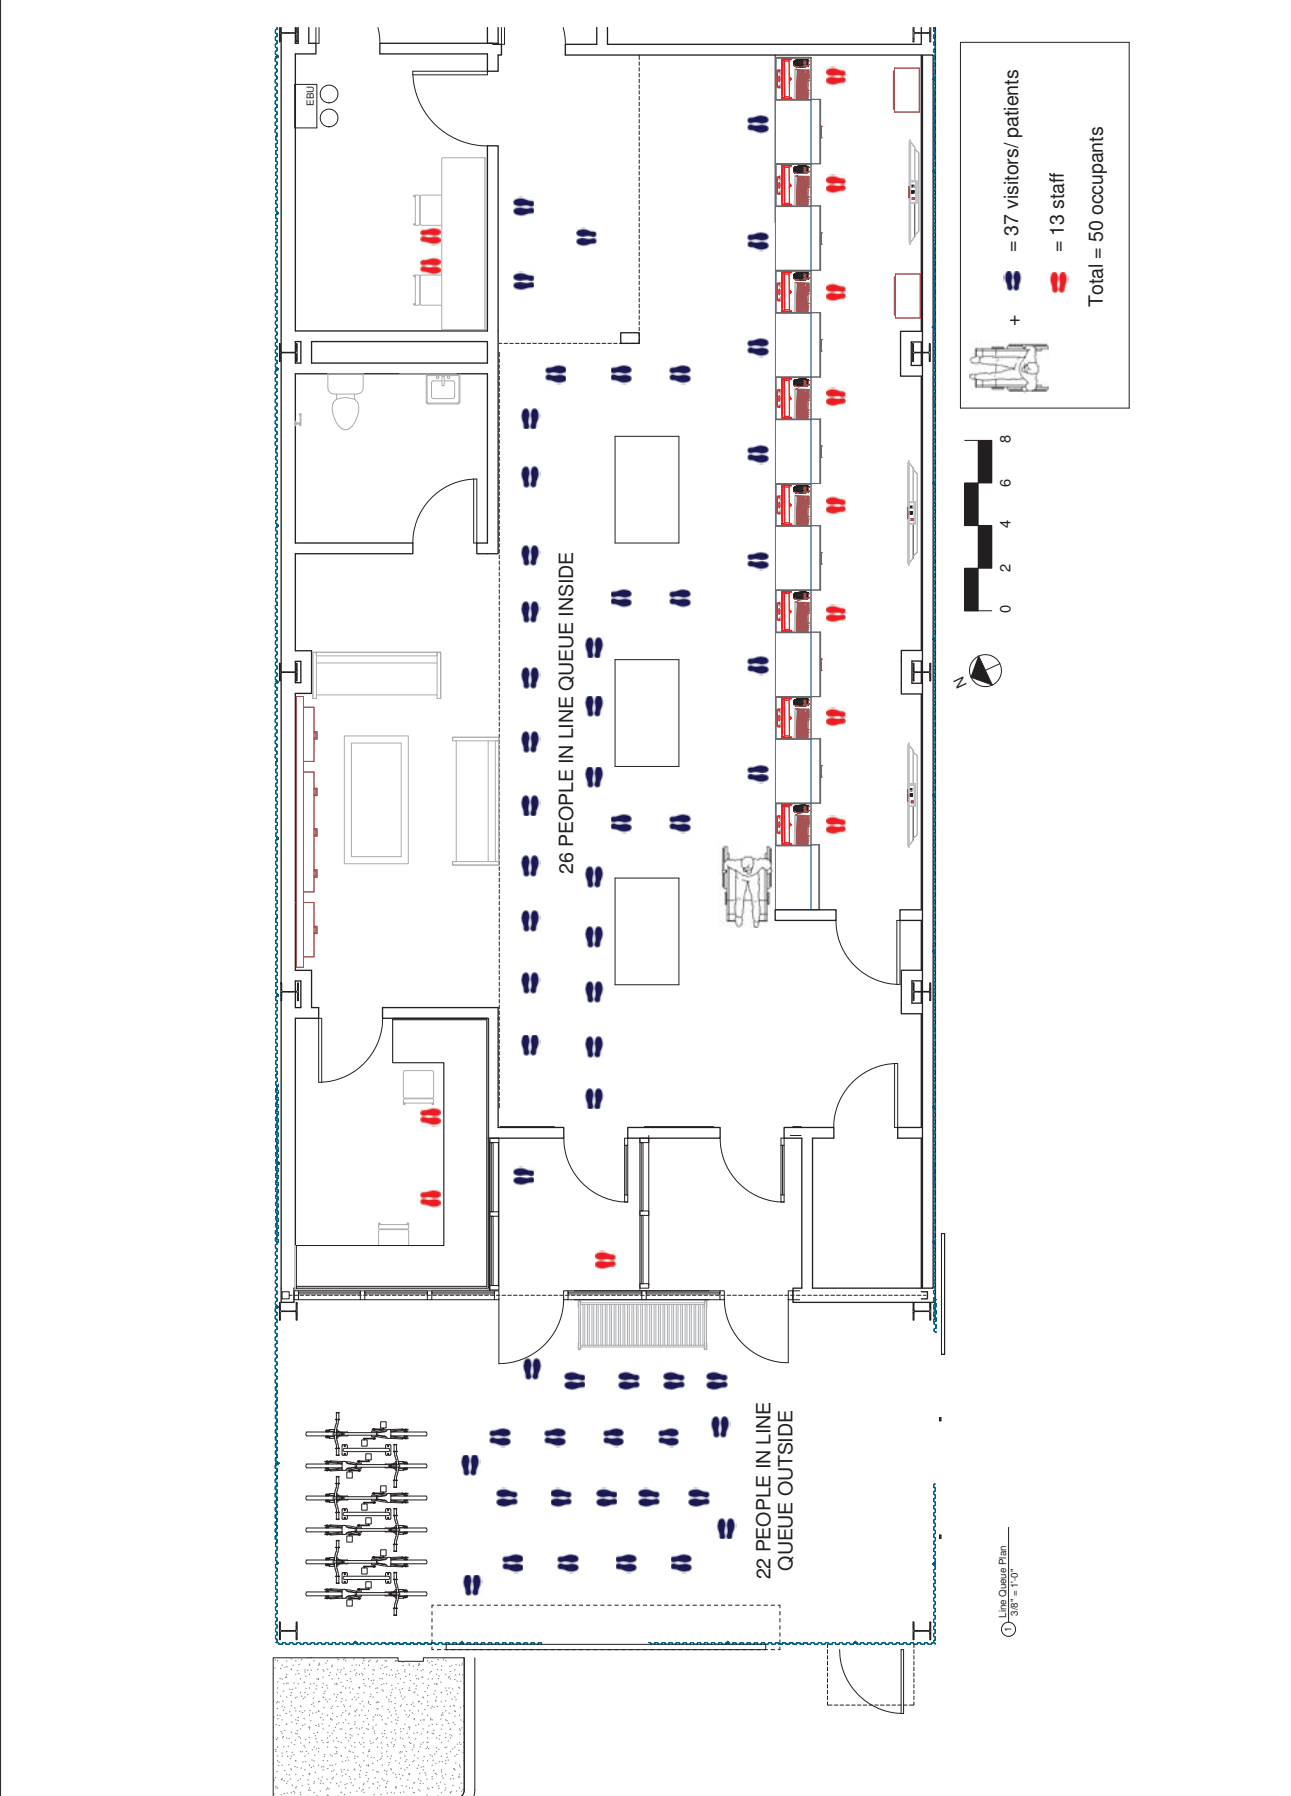 EBU
26 PEOPLE IN LINE QUEUE INSIDE
22 PEOPLE IN LINE
QUEUE OUTSIDE
+ = 37 visitors/ patients
= 13 staff
Total = 50 occupants
0 2 4 6 8
N
1 Line Queue Plan
3/8" = 1'-0"